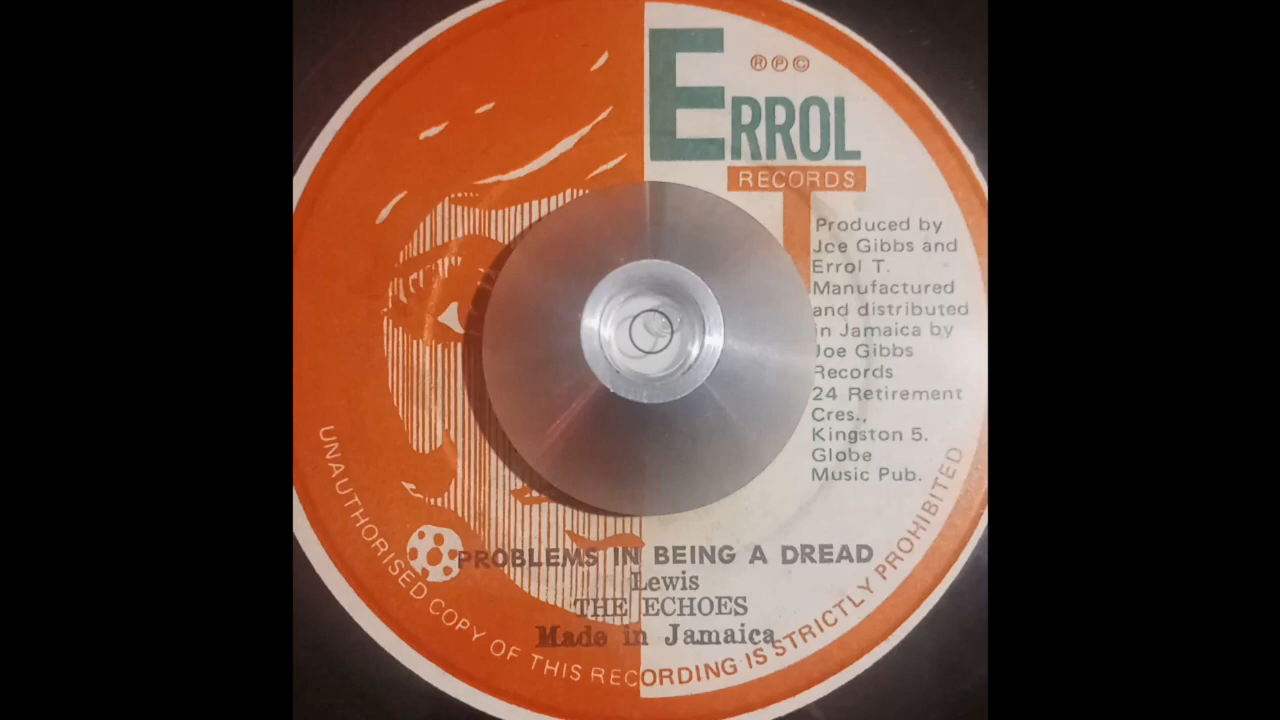 ERROL
Ⓡ Ⓟ Ⓒ
RECORDS
T
Produced by
Joe Gibbs and
Errol T.
Manufactured
and distributed
in Jamaica by
Joe Gibbs
Records
24 Retirement
Cres.,
Kingston 5.
Globe
Music Pub.
PROBLEMS IN BEING A DREAD
Lewis
THE ECHOES
Made in Jamaica
UNAUTHORISED COPY OF THIS RECORDING IS STRICTLY PROHIBITED